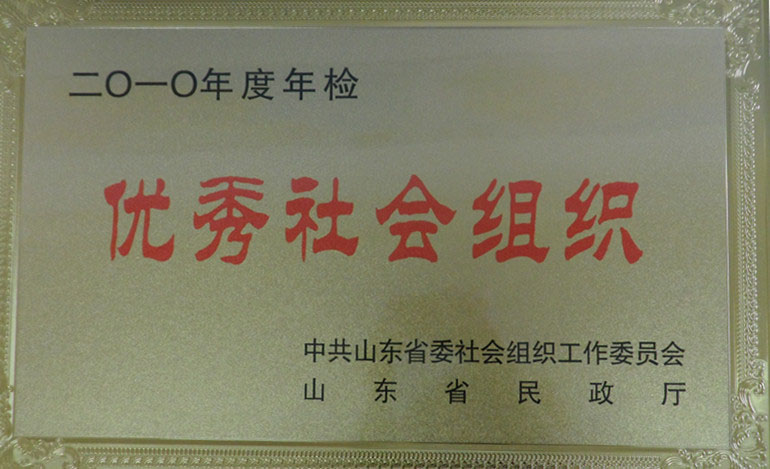 二〇一〇年度年检
优秀社会组织
中共山东省委社会组织工作委员会
山东省民政厅